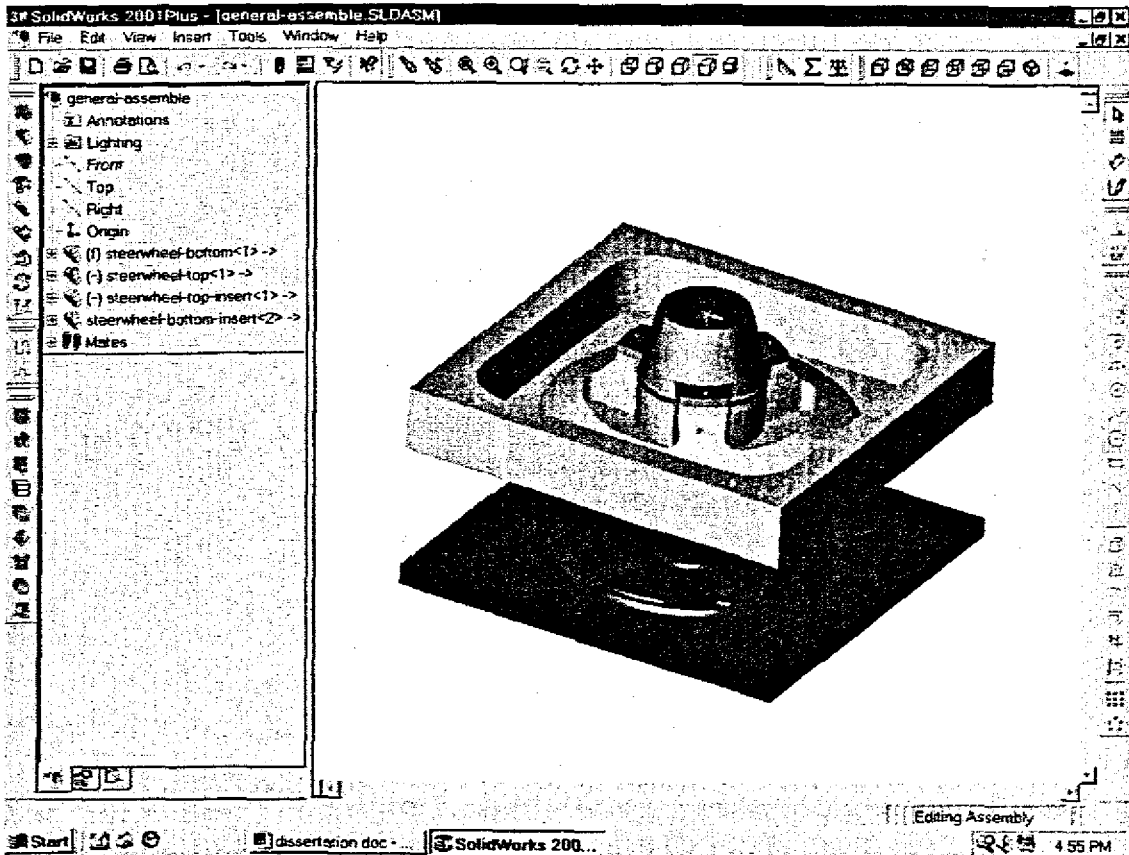 SolidWorks 2001Plus - [general-assemble.SLDASM]
File Edit View Insert Tools Window Help
general-assemble
Annotations
Lighting
Front
Top
Right
Origin
(f) steerwheel-bottom<1> ->
(-) steerwheel-top<1> ->
(-) steerwheel-top-insert<1> ->
steerwheel-bottom-insert<2> ->
Mates
Editing Assembly
Start
dissertation doc - ...
SolidWorks 200...
4:55 PM